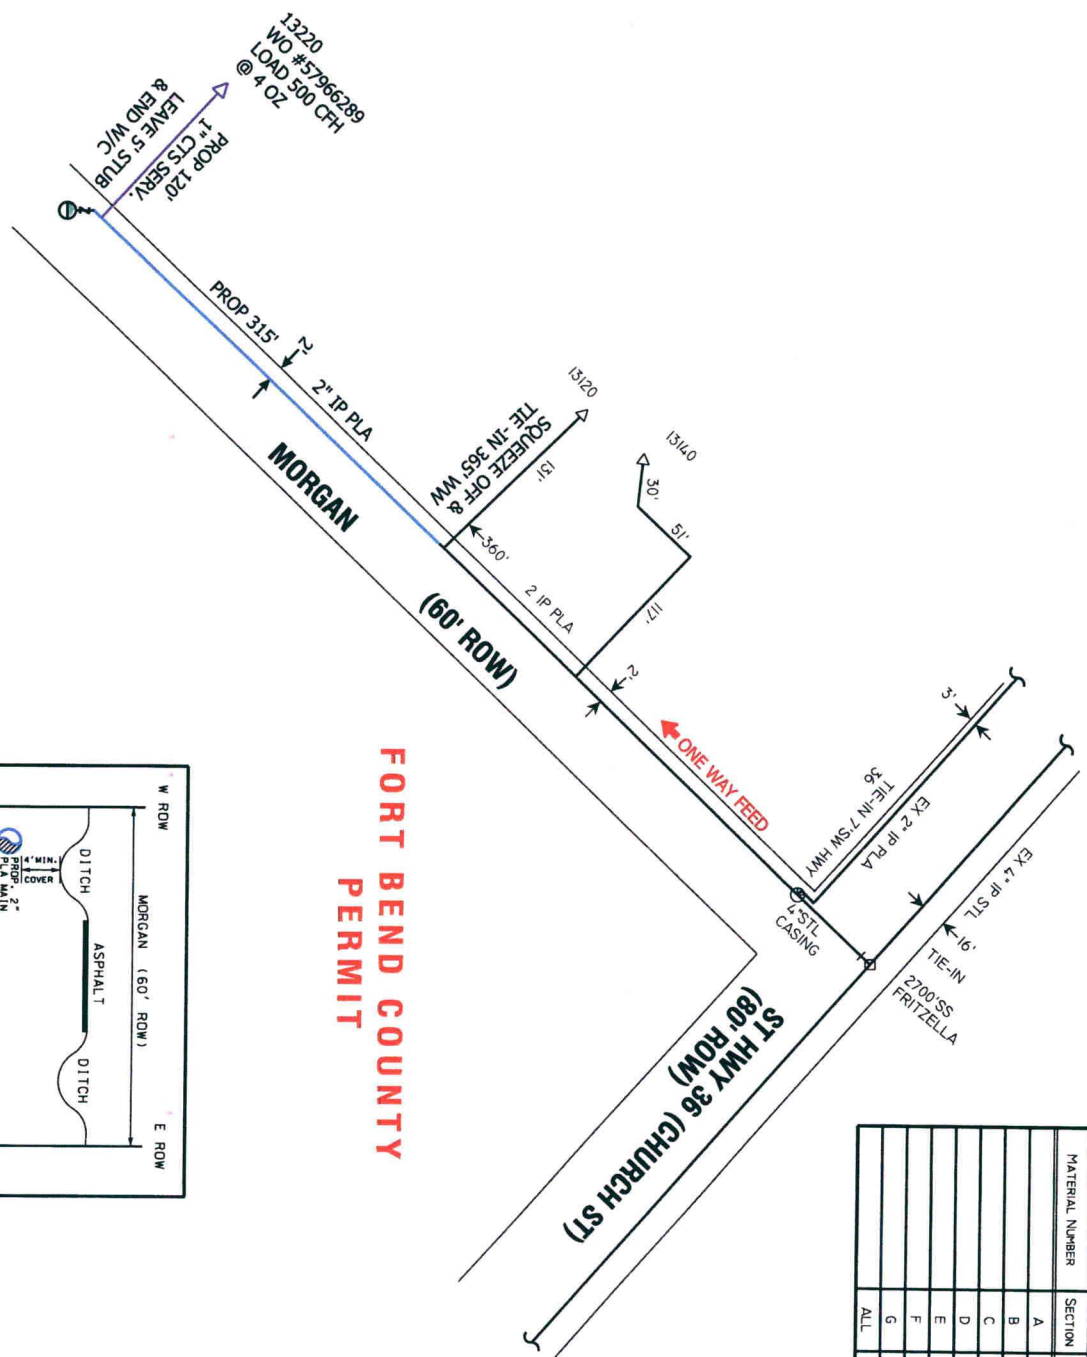 13220
WO #57966289
LOAD 500 CFH
@ 4 OZ
PROP 120'
1" CTS SERV.
LEAVE 5' STUB
& END W/C
PROP 315'
2'
2" IP PLA
MORGAN
(60' ROW)
13120
131'
SQUEEZE OFF &
TIE-IN 365' WW
360'
13140
30'
51'
117'
2 IP PLA
2'
ONE WAY FEED
3'
EX 2" IP PLA
TIE-IN 7'SW HWY
36
4"STL
CASING
EX 4" IP STL
16'
TIE-IN
2700'SS
FRITZELLA
ST HWY 36 (CHURCH ST)
(80' ROW)
FORT BEND COUNTY
PERMIT
W ROW
MORGAN (60' ROW)
E ROW
DITCH
ASPHALT
DITCH
4'MIN.
COVER
PROP. 2"
PLA MAIN
MATERIAL NUMBER
SECTION
A
B
C
D
E
F
G
ALL